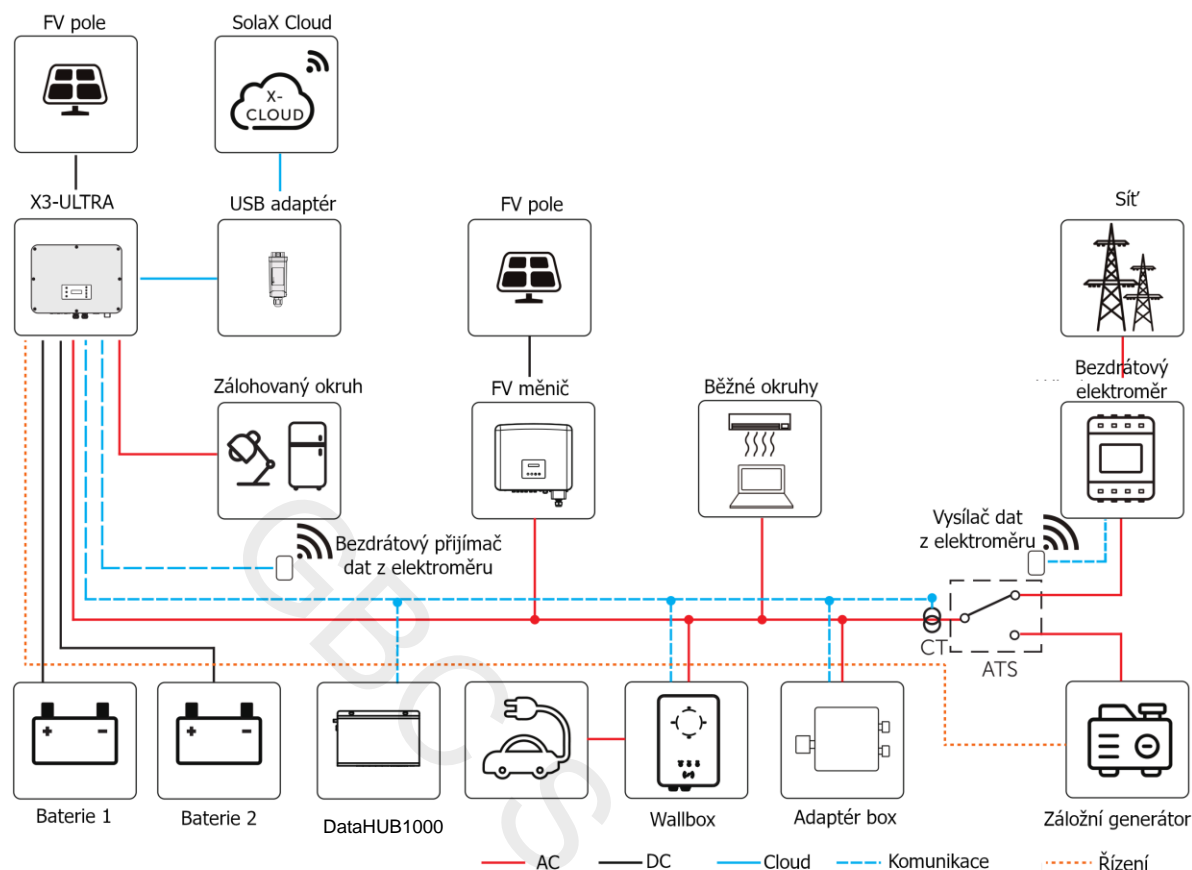 FV pole
SolaX Cloud
X-
CLOUD
X3-ULTRA
USB adaptér
FV pole
Síť
Zálohovaný okruh
FV měnič
Běžné okruhy
Bezdrátový
elektroměr
Bezdrátový přijímač
dat z elektroměru
Vysílač dat
z elektroměru
CT
ATS
Baterie 1
Baterie 2
DataHUB1000
Wallbox
Adaptér box
Záložní generátor
AC
DC
Cloud
Komunikace
Řízení
GBC S